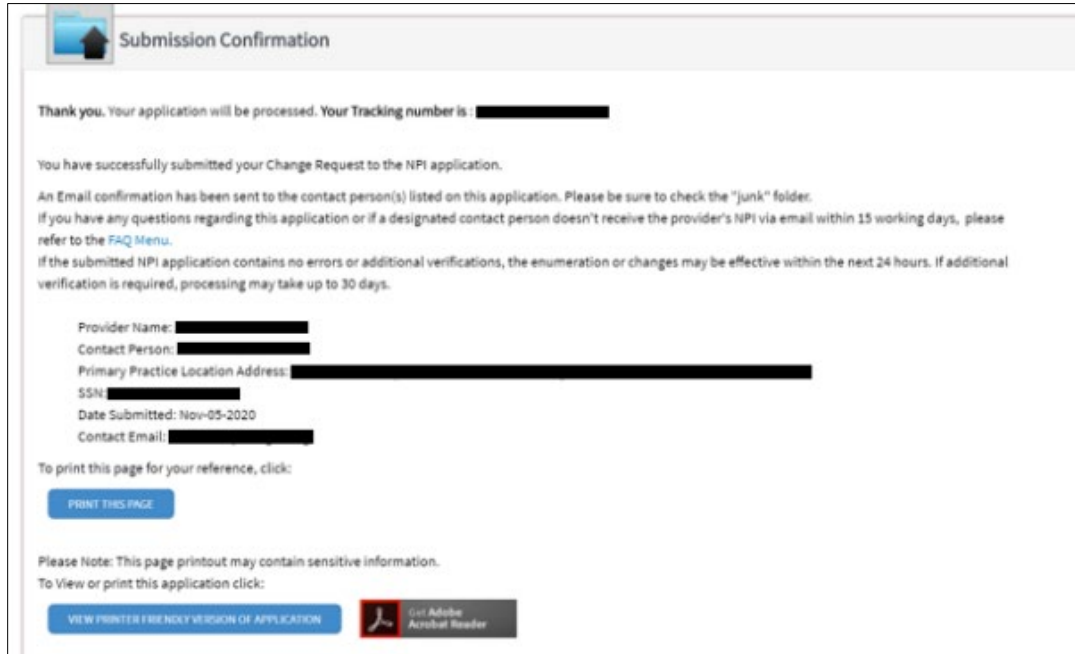 Submission Confirmation
Thank you. Your application will be processed. Your Tracking number is :
You have successfully submitted your Change Request to the NPI application.
An Email confirmation has been sent to the contact person(s) listed on this application. Please be sure to check the "junk" folder.
If you have any questions regarding this application or if a designated contact person doesn't receive the provider's NPI via email within 15 working days, please
refer to the FAQ Menu.
If the submitted NPI application contains no errors or additional verifications, the enumeration or changes may be effective within the next 24 hours. If additional
verification is required, processing may take up to 30 days.
Provider Name:
Contact Person:
Primary Practice Location Address:
SSN:
Date Submitted: Nov-05-2020
Contact Email:
To print this page for your reference, click:
PRINT THIS PAGE
Please Note: This page printout may contain sensitive information.
To View or print this application click:
VIEW PRINTER FRIENDLY VERSION OF APPLICATION
Get Adobe
Acrobat Reader